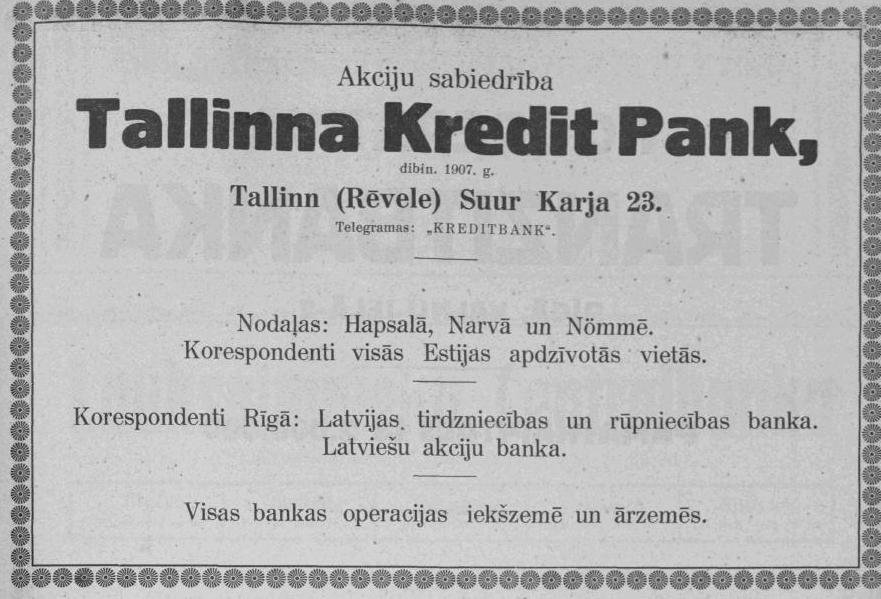 Akciju sabiedrība
Tallinna Kredit Pank,
dibin. 1907. g.
Tallinn (Rēvele) Suur Karja 23.
Telegramas: „KREDITBANK“.
Nodaļas: Hapsalā, Narvā un Nömmē.
Korespondenti visās Estijas apdzīvotās vietās.
Korespondenti Rīgā: Latvijas tirdzniecības un rūpniecības banka.
Latviešu akciju banka.
Visas bankas operacijas iekšzemē un ārzemēs.